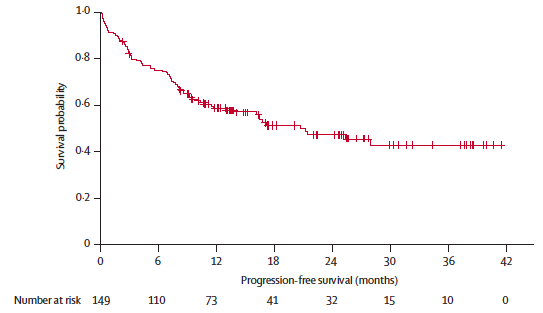 1·0
0·8
0·6
0·4
0·2
0
Survival probability
0 6 12 18 24 30 36 42
Progression-free survival (months)
Number at risk 149 110 73 41 32 15 10 0